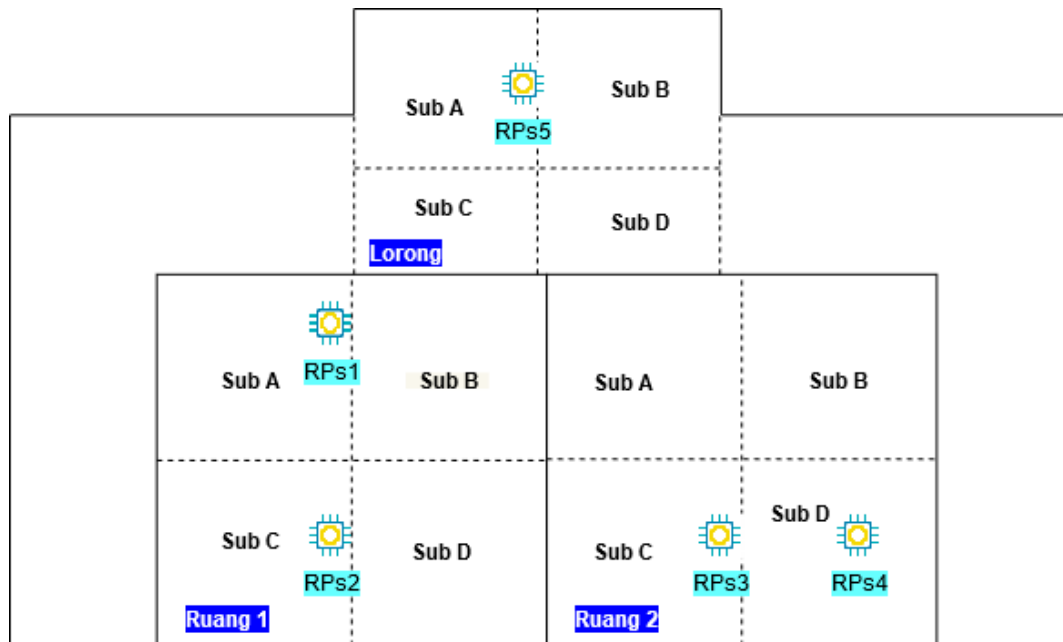 Sub A
Sub B
RPs5
Sub C
Sub D
Lorong
RPs1
Sub A
Sub B
Sub A
Sub B
Sub C
RPs2
Sub D
Ruang 1
Sub C
RPs3
Sub D
RPs4
Ruang 2